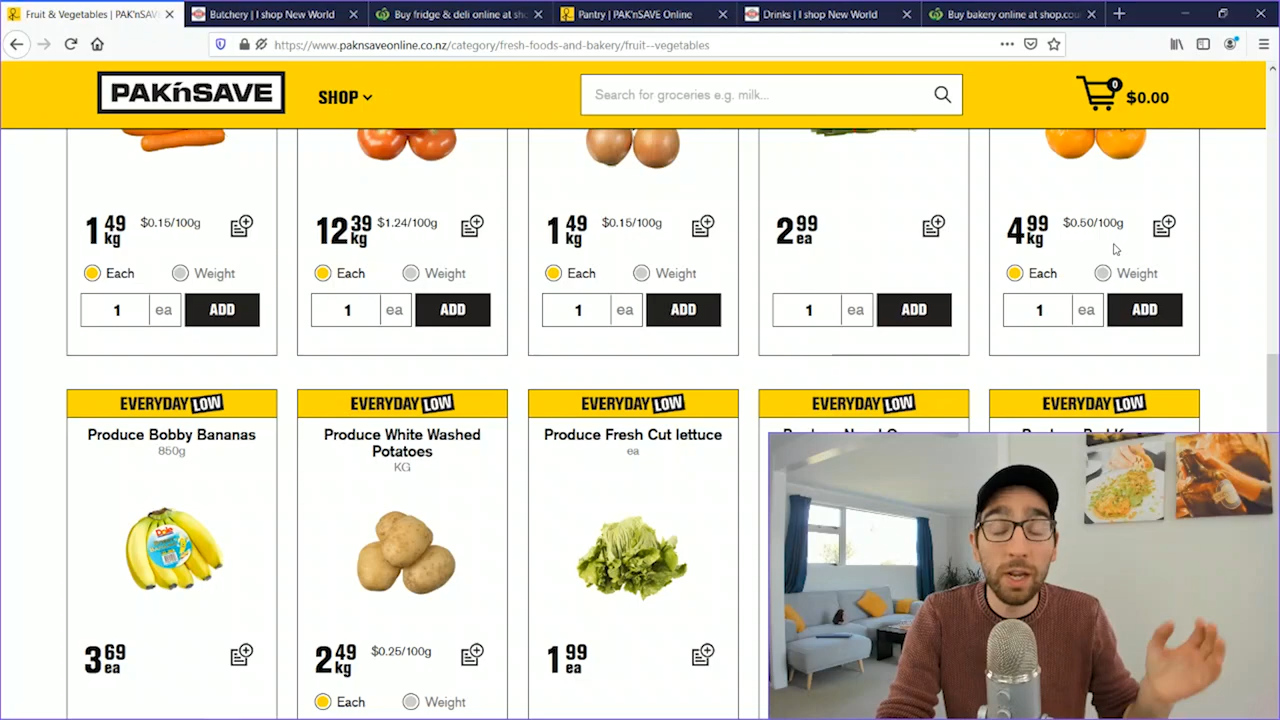 Fruit & Vegetables | PAK'nSAVE
Butchery | I shop New World
Buy fridge & deli online at sho
Pantry | PAK'nSAVE Online
Drinks | I shop New World
Buy bakery online at shop.cou
https://www.paknsaveonline.co.nz/category/fresh-foods-and-bakery/fruit--vegetables
PAK'nSAVE
SHOP
Search for groceries e.g. milk...
0
$0.00
1 49 kg $0.15/100g
Each Weight
1 ea ADD
12 39 kg $1.24/100g
Each Weight
1 ea ADD
1 49 kg $0.15/100g
Each Weight
1 ea ADD
2 99 ea
1 ea ADD
4 99 kg $0.50/100g
Each Weight
1 ea ADD
EVERYDAY LOW
Produce Bobby Bananas
850g
Dole
3 69 ea
EVERYDAY LOW
Produce White Washed
Potatoes
KG
2 49 kg $0.25/100g
Each Weight
EVERYDAY LOW
Produce Fresh Cut lettuce
ea
1 99 ea
EVERYDAY LOW
EVERYDAY LOW